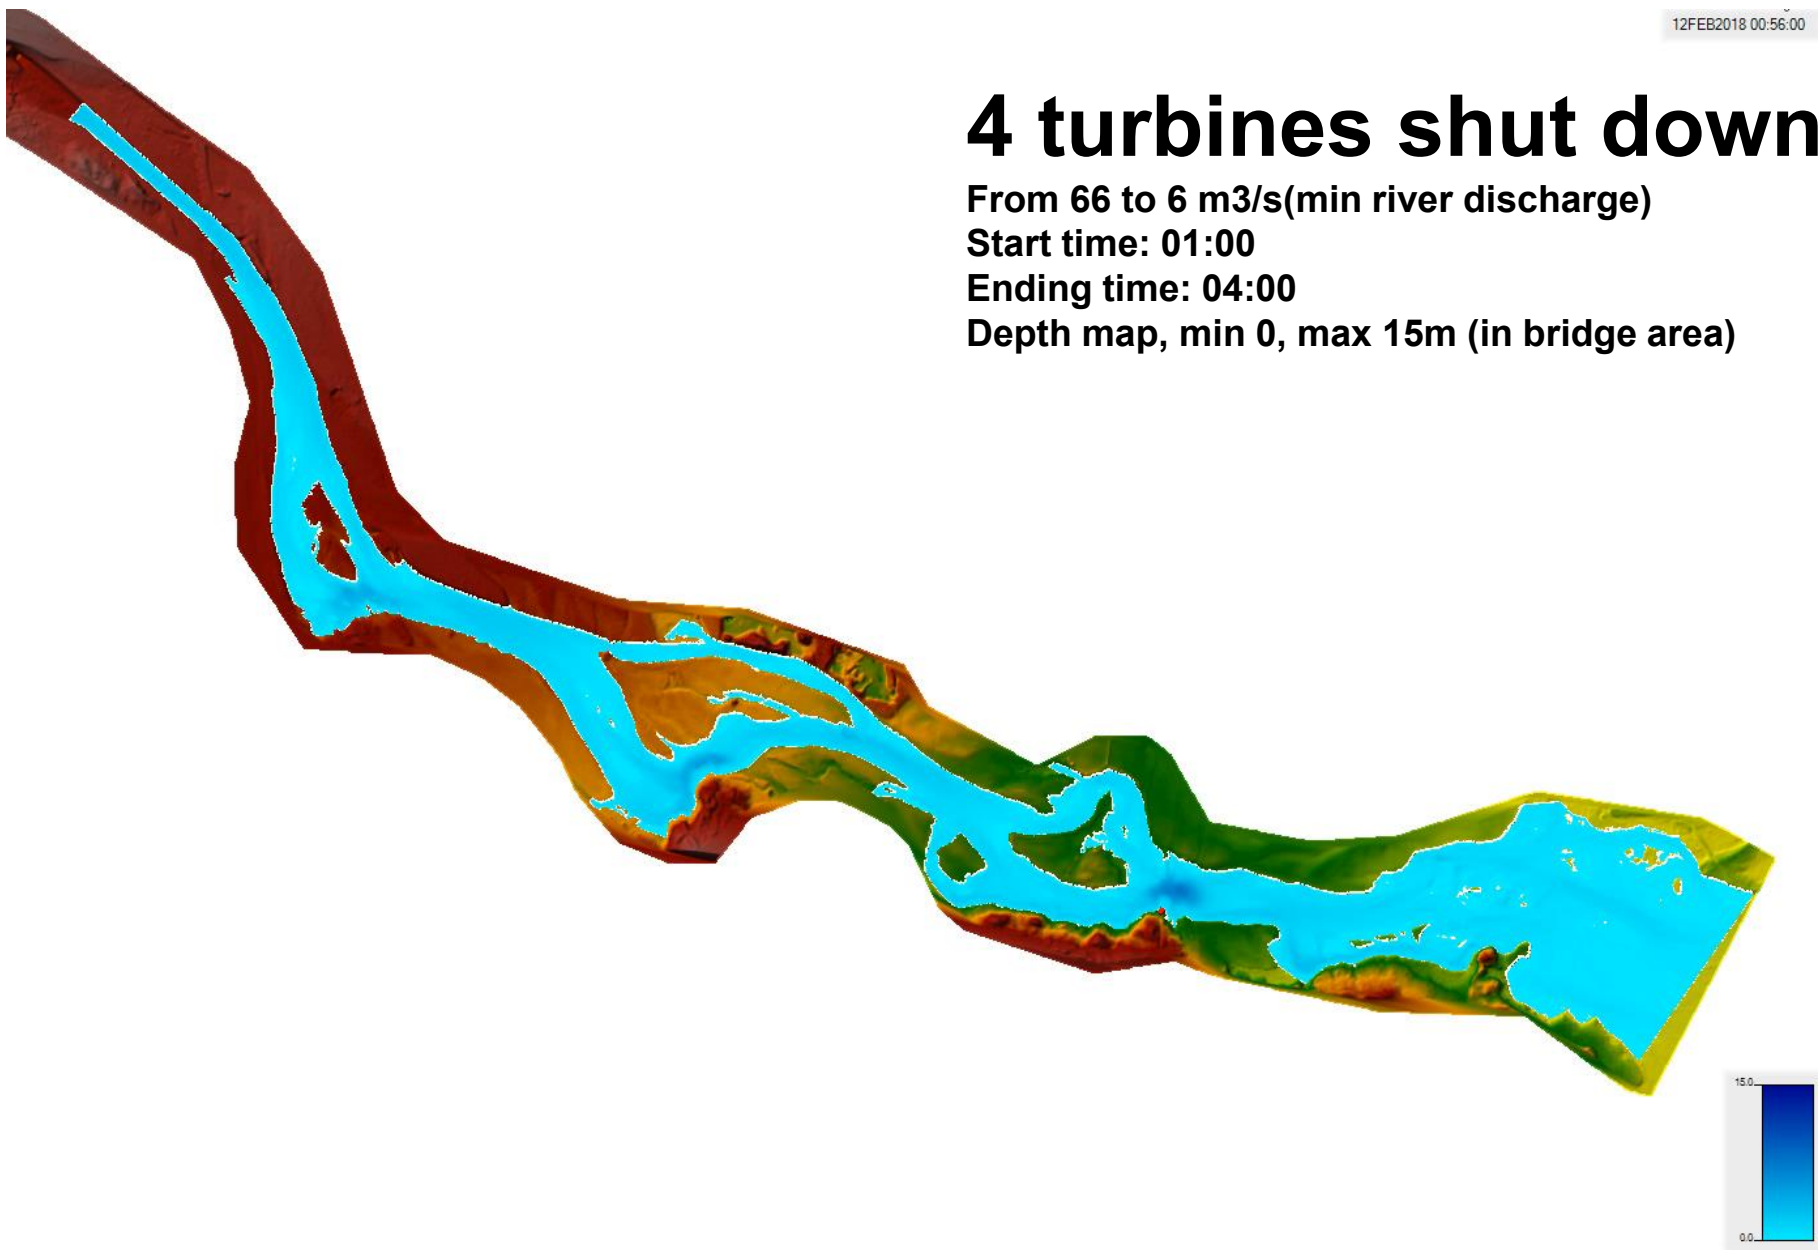 12FEB2018 00:56:00
4 turbines shut down
From 66 to 6 m3/s(min river discharge)
Start time: 01:00
Ending time: 04:00
Depth map, min 0, max 15m (in bridge area)
15.0
0.0